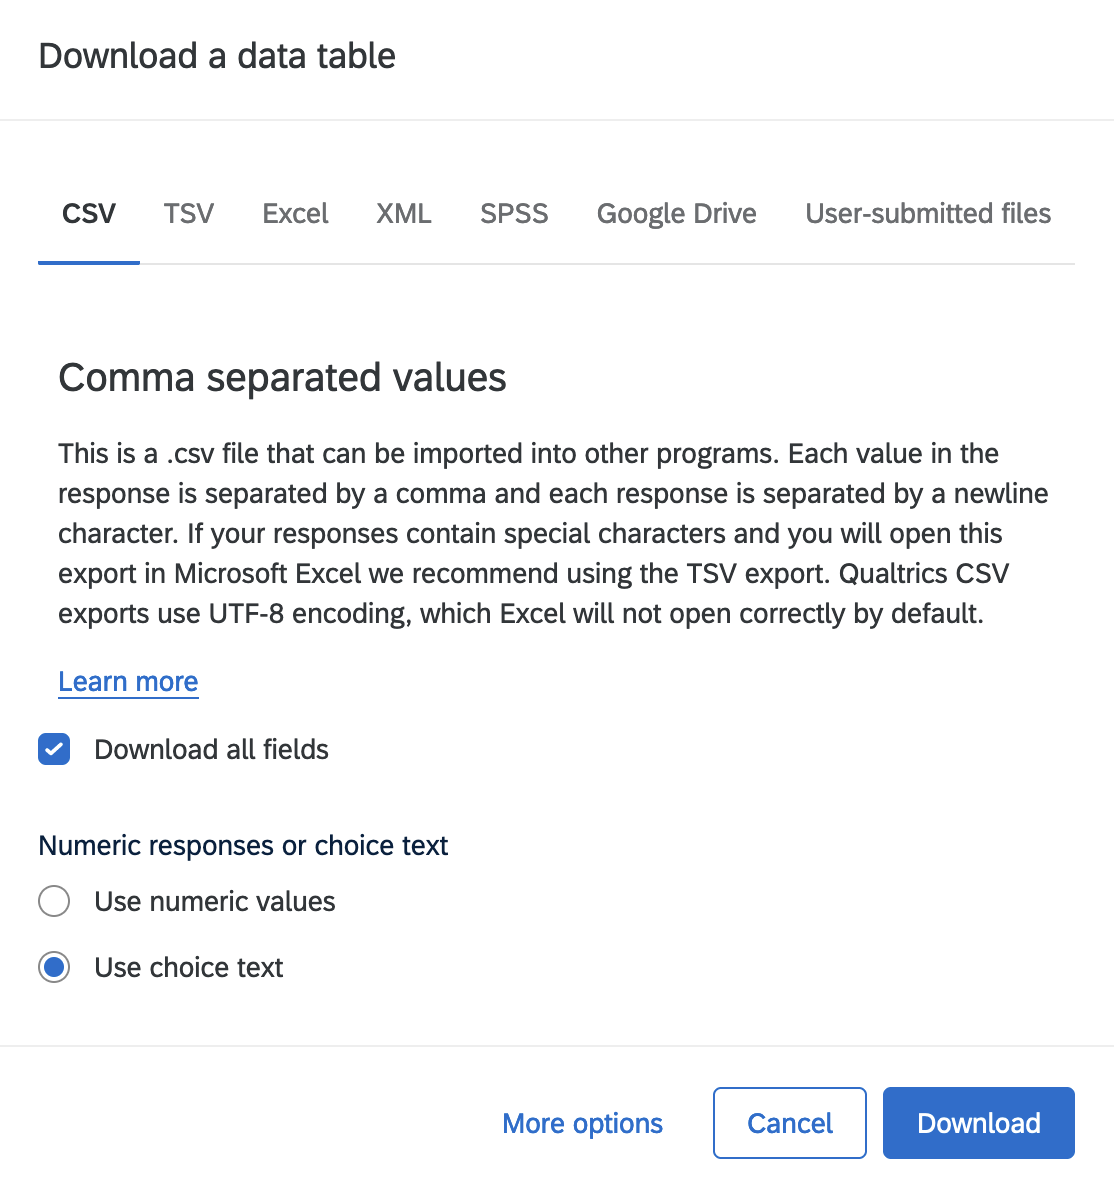 Download a data table
CSV TSV Excel XML SPSS Google Drive User-submitted files
Comma separated values
This is a .csv file that can be imported into other programs. Each value in the
response is separated by a comma and each response is separated by a newline
character. If your responses contain special characters and you will open this
export in Microsoft Excel we recommend using the TSV export. Qualtrics CSV
exports use UTF-8 encoding, which Excel will not open correctly by default.
Learn more
Download all fields
Numeric responses or choice text
Use numeric values
Use choice text
More options Cancel Download